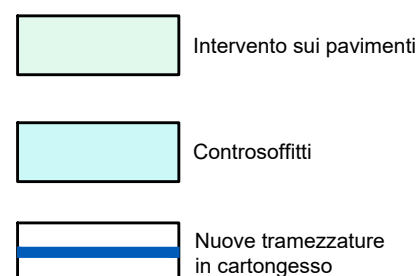 Intervento sui pavimenti
Controsoffitti
Nuove tramezzature
in cartongesso